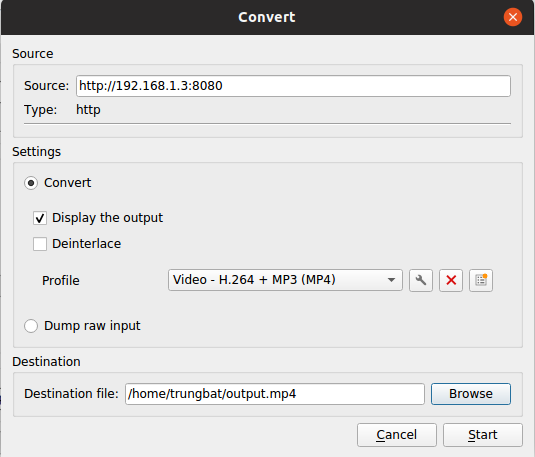 Convert
Source
Source: http://192.168.1.3:8080
Type: http
Settings
Convert
Display the output
Deinterlace
Profile Video - H.264 + MP3 (MP4)
Dump raw input
Destination
Destination file: /home/trungbat/output.mp4 Browse
Cancel Start